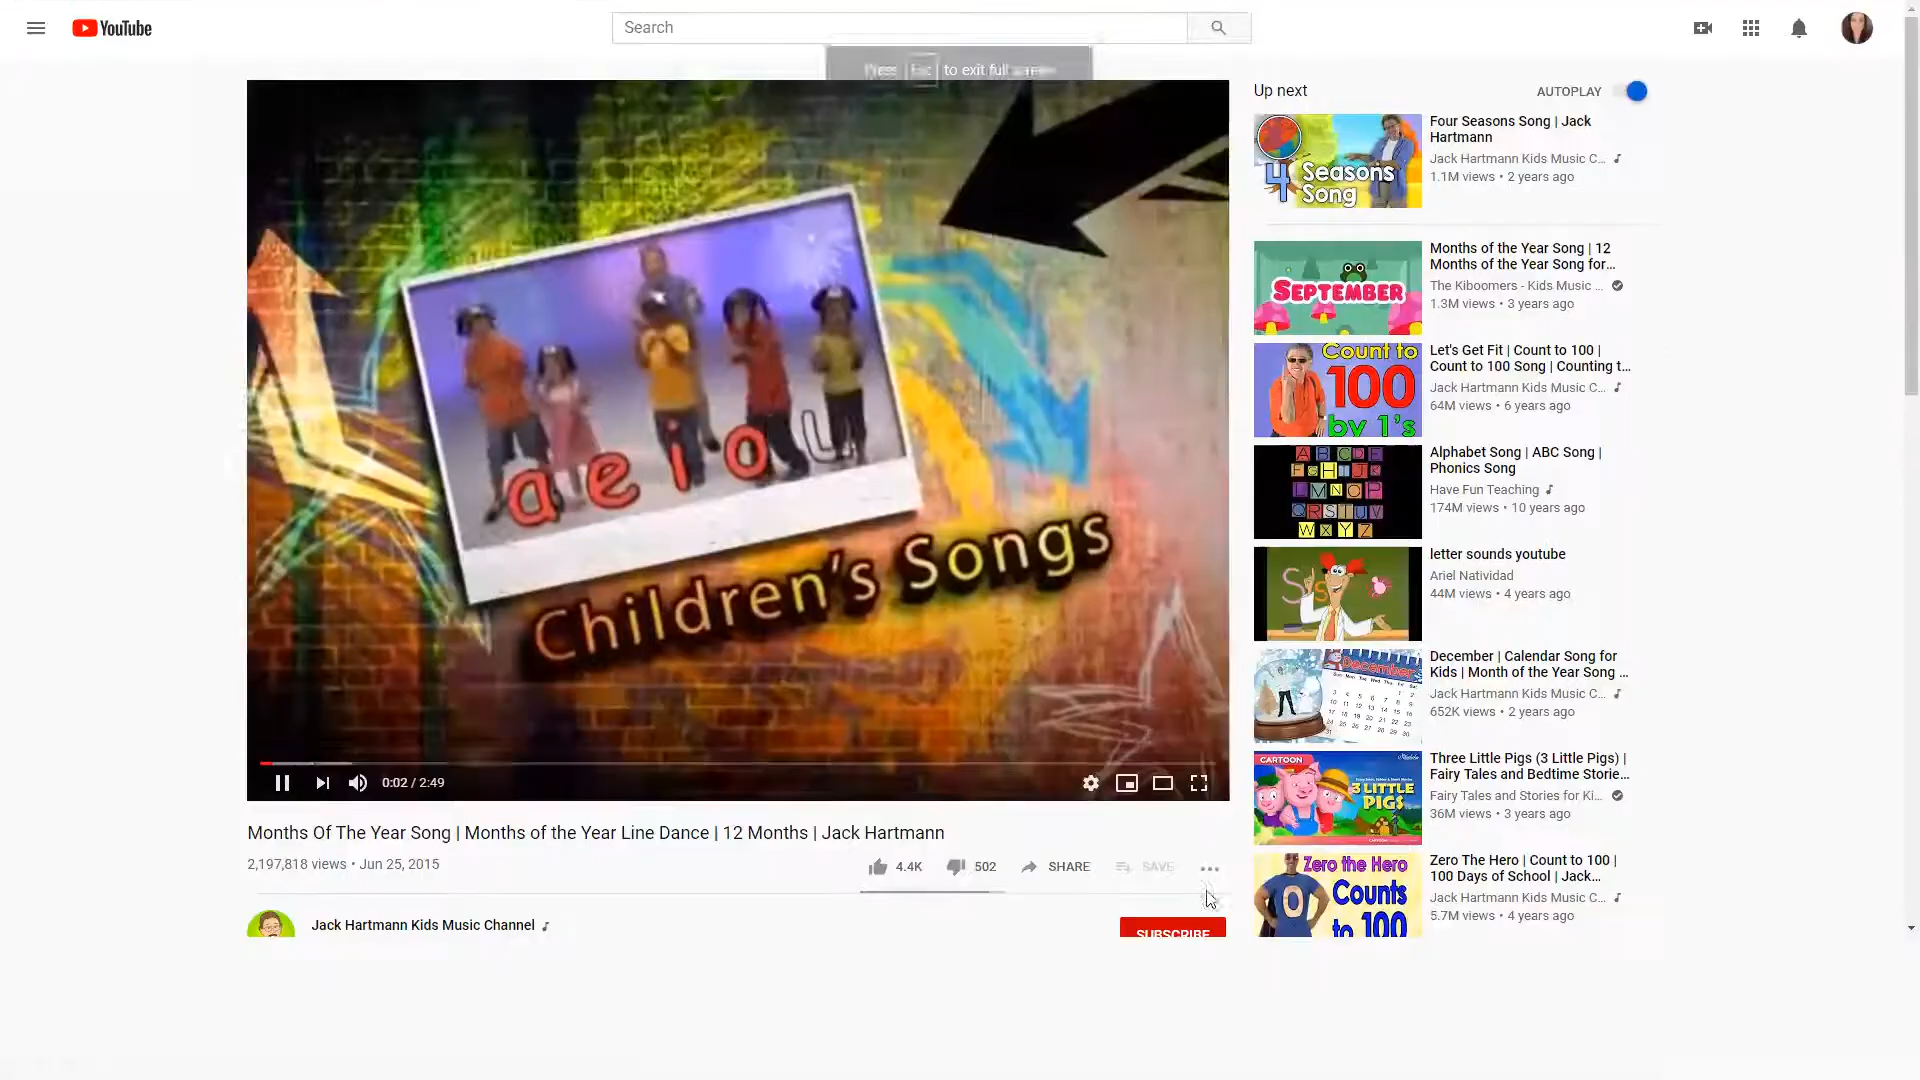 YouTube
Search
Press Esc to exit full screen
Up next
AUTOPLAY
a e i o u
Children's Songs
0:02 / 2:49
Months Of The Year Song | Months of the Year Line Dance | 12 Months | Jack Hartmann
2,197,818 views • Jun 25, 2015
4.4K
502
SHARE
SAVE
Jack Hartmann Kids Music Channel
SUBSCRIBE
4 Seasons
Song
Four Seasons Song | Jack
Hartmann
Jack Hartmann Kids Music C...
1.1M views • 2 years ago
SEPTEMBER
Months of the Year Song | 12
Months of the Year Song for...
The Kiboomers - Kids Music ...
1.3M views • 3 years ago
Count to
100
by 1's
Let's Get Fit | Count to 100 |
Count to 100 Song | Counting t...
Jack Hartmann Kids Music C...
64M views • 6 years ago
A B C D E
F G H I J K
L M N O P
Q R S T U V
W X Y Z
Alphabet Song | ABC Song |
Phonics Song
Have Fun Teaching
174M views • 10 years ago
S s
letter sounds youtube
Ariel Natividad
44M views • 4 years ago
December
December | Calendar Song for
Kids | Month of the Year Song ...
Jack Hartmann Kids Music C...
652K views • 2 years ago
CARTOON
3 LITTLE
PIGS
Three Little Pigs (3 Little Pigs) |
Fairy Tales and Bedtime Storie...
Fairy Tales and Stories for Ki...
36M views • 3 years ago
Zero the Hero
0 Counts
to 100
Zero The Hero | Count to 100 |
100 Days of School | Jack...
Jack Hartmann Kids Music C...
5.7M views • 4 years ago